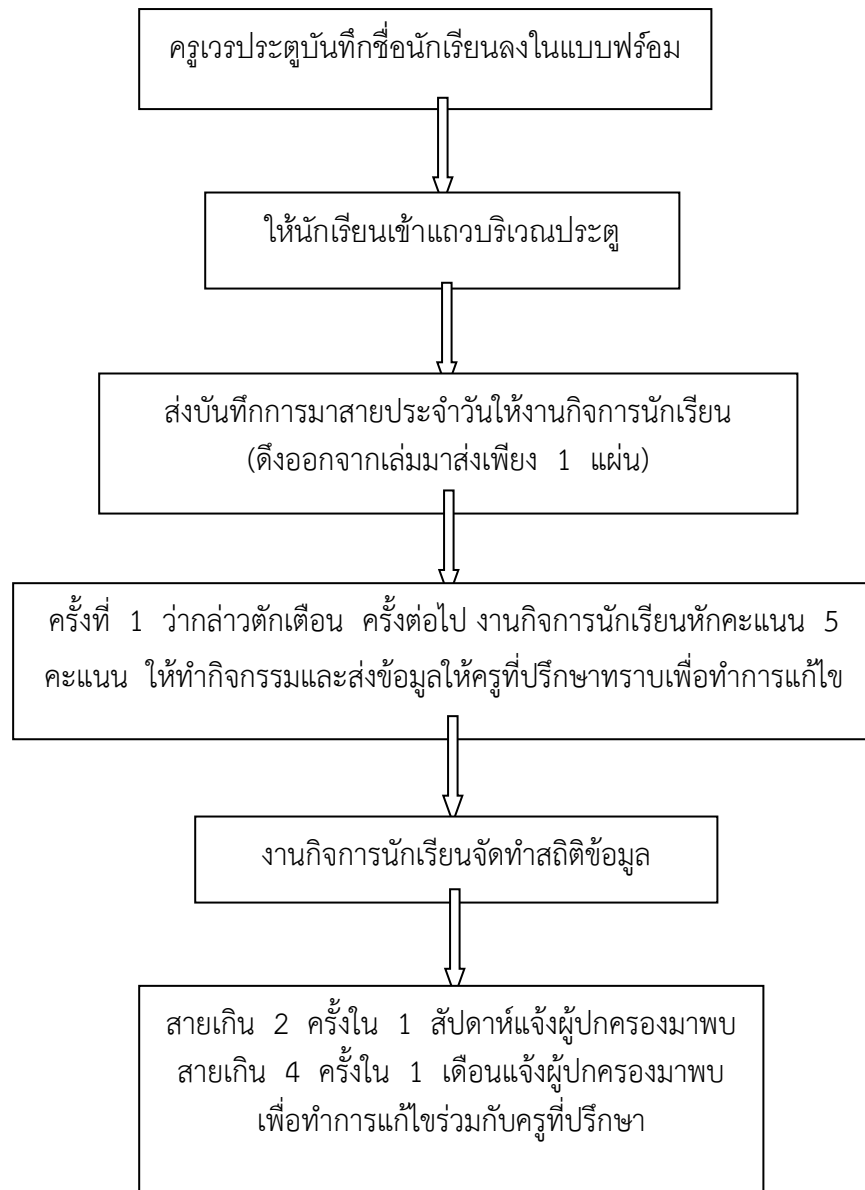 ครูเวรประตูบันทึกชื่อนักเรียนลงในแบบฟร์อม
ให้นักเรียนเข้าแถวบริเวณประตู
ส่งบันทึกการมาสายประจำวันให้งานกิจการนักเรียน
(ดึงออกจากเล่มมาส่งเพียง 1 แผ่น)
ครั้งที่ 1 ว่ากล่าวตักเตือน ครั้งต่อไป งานกิจการนักเรียนหักคะแนน 5
คะแนน ให้ทำกิจกรรมและส่งข้อมูลให้ครูที่ปรึกษาทราบเพื่อทำการแก้ไข
งานกิจการนักเรียนจัดทำสถิติข้อมูล
สายเกิน 2 ครั้งใน 1 สัปดาห์แจ้งผู้ปกครองมาพบ
สายเกิน 4 ครั้งใน 1 เดือนแจ้งผู้ปกครองมาพบ
เพื่อทำการแก้ไขร่วมกับครูที่ปรึกษา